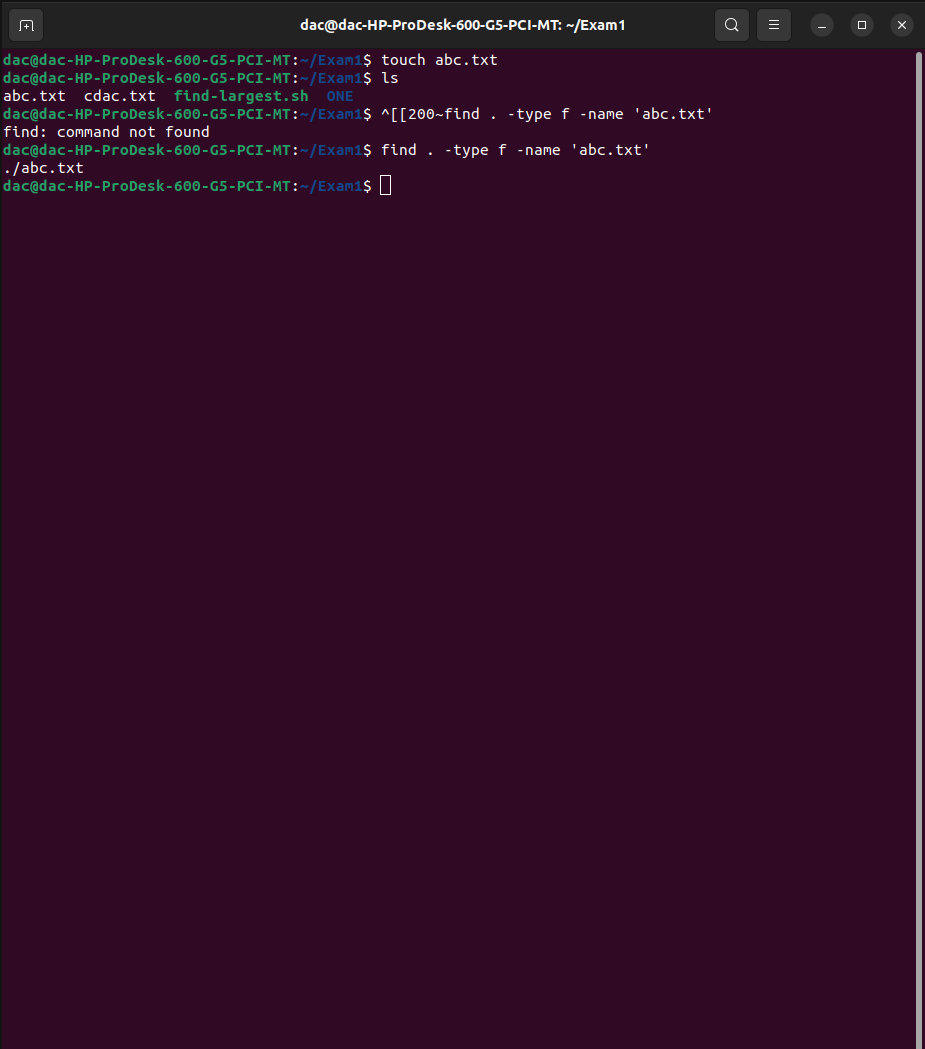 dac@dac-HP-ProDesk-600-G5-PCI-MT: ~/Exam1
dac@dac-HP-ProDesk-600-G5-PCI-MT:~/Exam1$ touch abc.txt
dac@dac-HP-ProDesk-600-G5-PCI-MT:~/Exam1$ ls
abc.txt  cdac.txt  find-largest.sh  ONE
dac@dac-HP-ProDesk-600-G5-PCI-MT:~/Exam1$ ^[[200~find . -type f -name 'abc.txt'
find: command not found
dac@dac-HP-ProDesk-600-G5-PCI-MT:~/Exam1$ find . -type f -name 'abc.txt'
./abc.txt
dac@dac-HP-ProDesk-600-G5-PCI-MT:~/Exam1$